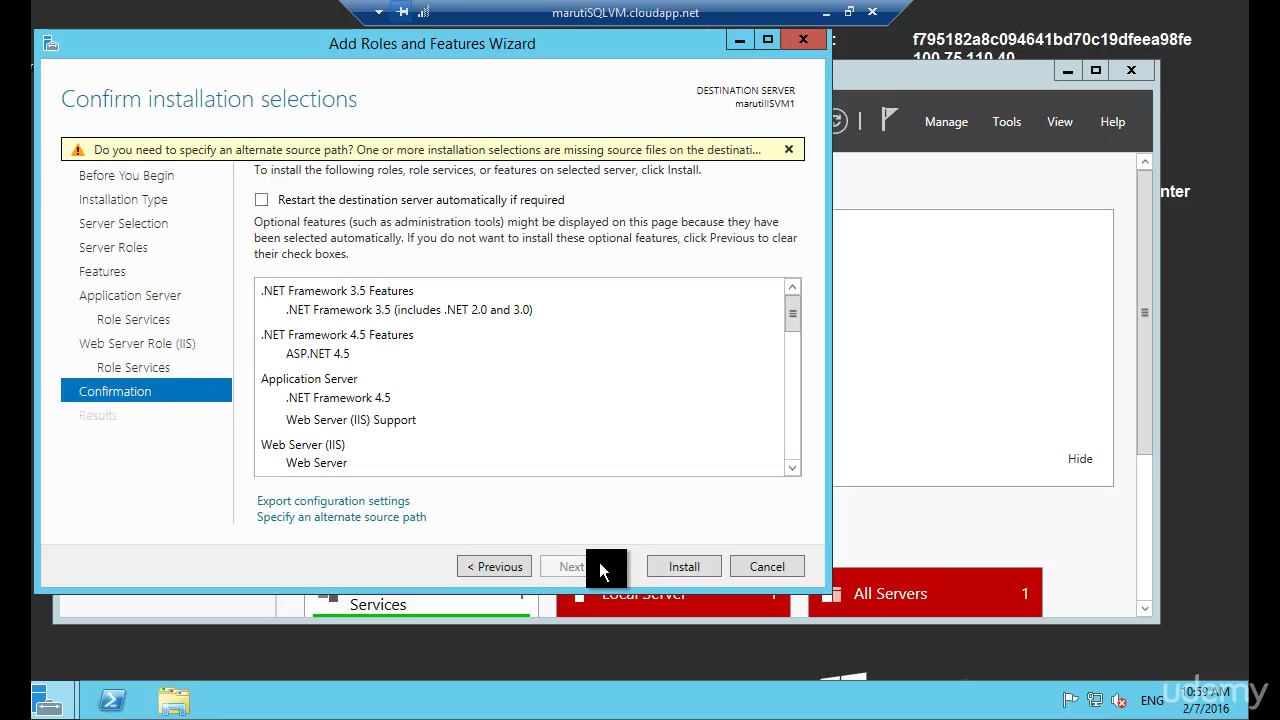 marutiSQLVM.cloudapp.net
f795182a8c094641bd70c19dfeea98fe
100.75.110.40
Add Roles and Features Wizard
Manage Tools View Help
Confirm installation selections
DESTINATION SERVER
marutiIISVM1
Do you need to specify an alternate source path? One or more installation selections are missing source files on the destinati...
Before You Begin
Installation Type
Server Selection
Server Roles
Features
Application Server
Role Services
Web Server Role (IIS)
Role Services
Confirmation
Results
To install the following roles, role services, or features on selected server, click Install.
Restart the destination server automatically if required
Optional features (such as administration tools) might be displayed on this page because they have
been selected automatically. If you do not want to install these optional features, click Previous to clear
their check boxes.
.NET Framework 3.5 Features
.NET Framework 3.5 (includes .NET 2.0 and 3.0)
.NET Framework 4.5 Features
ASP.NET 4.5
Application Server
.NET Framework 4.5
Web Server (IIS) Support
Web Server (IIS)
Web Server
Export configuration settings
Specify an alternate source path
< Previous
Next
Install
Cancel
nter
Hide
Services 1
Local Server 1
All Servers 1
ENG
10:59 AM
2/7/2016
udemy